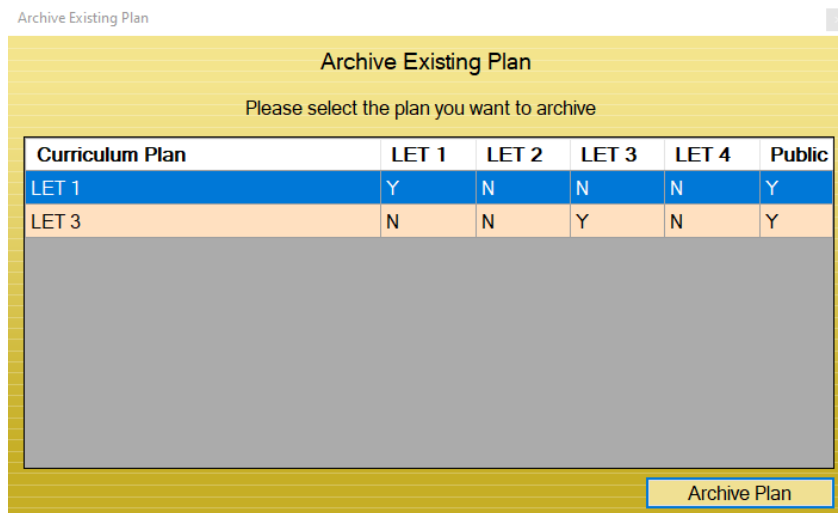 Archive Existing Plan
Archive Existing Plan
Please select the plan you want to archive
Curriculum Plan LET 1 LET 2 LET 3 LET 4 Public
LET 1 Y N N N Y
LET 3 N N Y N Y
Archive Plan